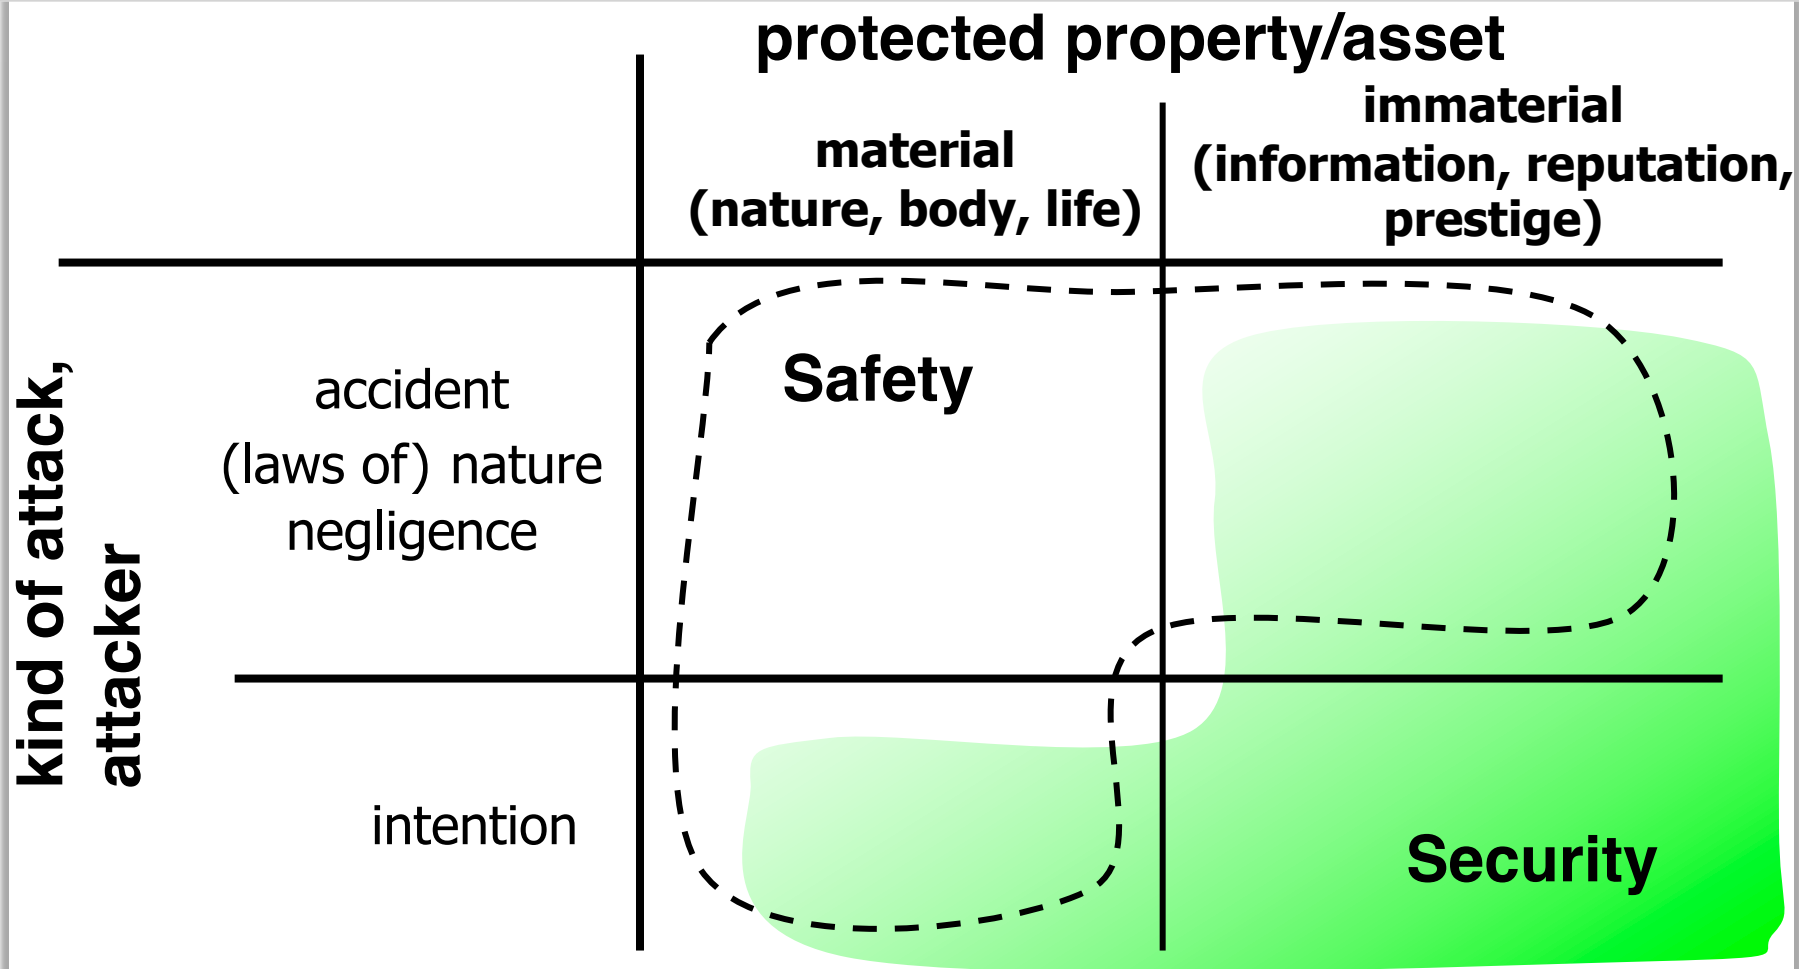 protected property/asset
material
(nature, body, life)
immaterial
(information, reputation,
prestige)
kind of attack,
attacker
accident
(laws of) nature
negligence
Safety
intention
Security